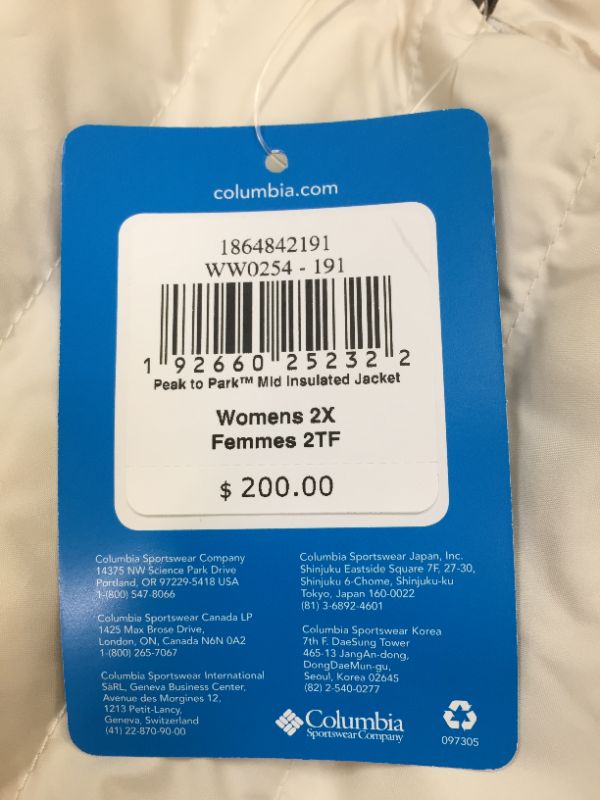 columbia.com
1864842191
WW0254 - 191
1 92660 25232 2
Peak to Park™ Mid Insulated Jacket
Womens 2X
Femmes 2TF
$ 200.00
Columbia Sportswear Company
14375 NW Science Park Drive
Portland, OR 97229-5418 USA
1-(800) 547-8066
Columbia Sportswear Canada LP
1425 Max Brose Drive,
London, ON, Canada N6N 0A2
1-(800) 265-7067
Columbia Sportswear International
SàRL, Geneva Business Center,
Avenue des Morgines 12,
1213 Petit-Lancy,
Geneva, Switzerland
(41) 22-870-90-00
Columbia Sportswear Japan, Inc.
Shinjuku Eastside Square 7F, 27-30,
Shinjuku 6-Chome, Shinjuku-ku
Tokyo, Japan 160-0022
(81) 3-6892-4601
Columbia Sportswear Korea
7th F. DaeSung Tower
465-13 JangAn-dong,
DongDaeMun-gu,
Seoul, Korea 02645
(82) 2-540-0277
Columbia
Sportswear Company
097305